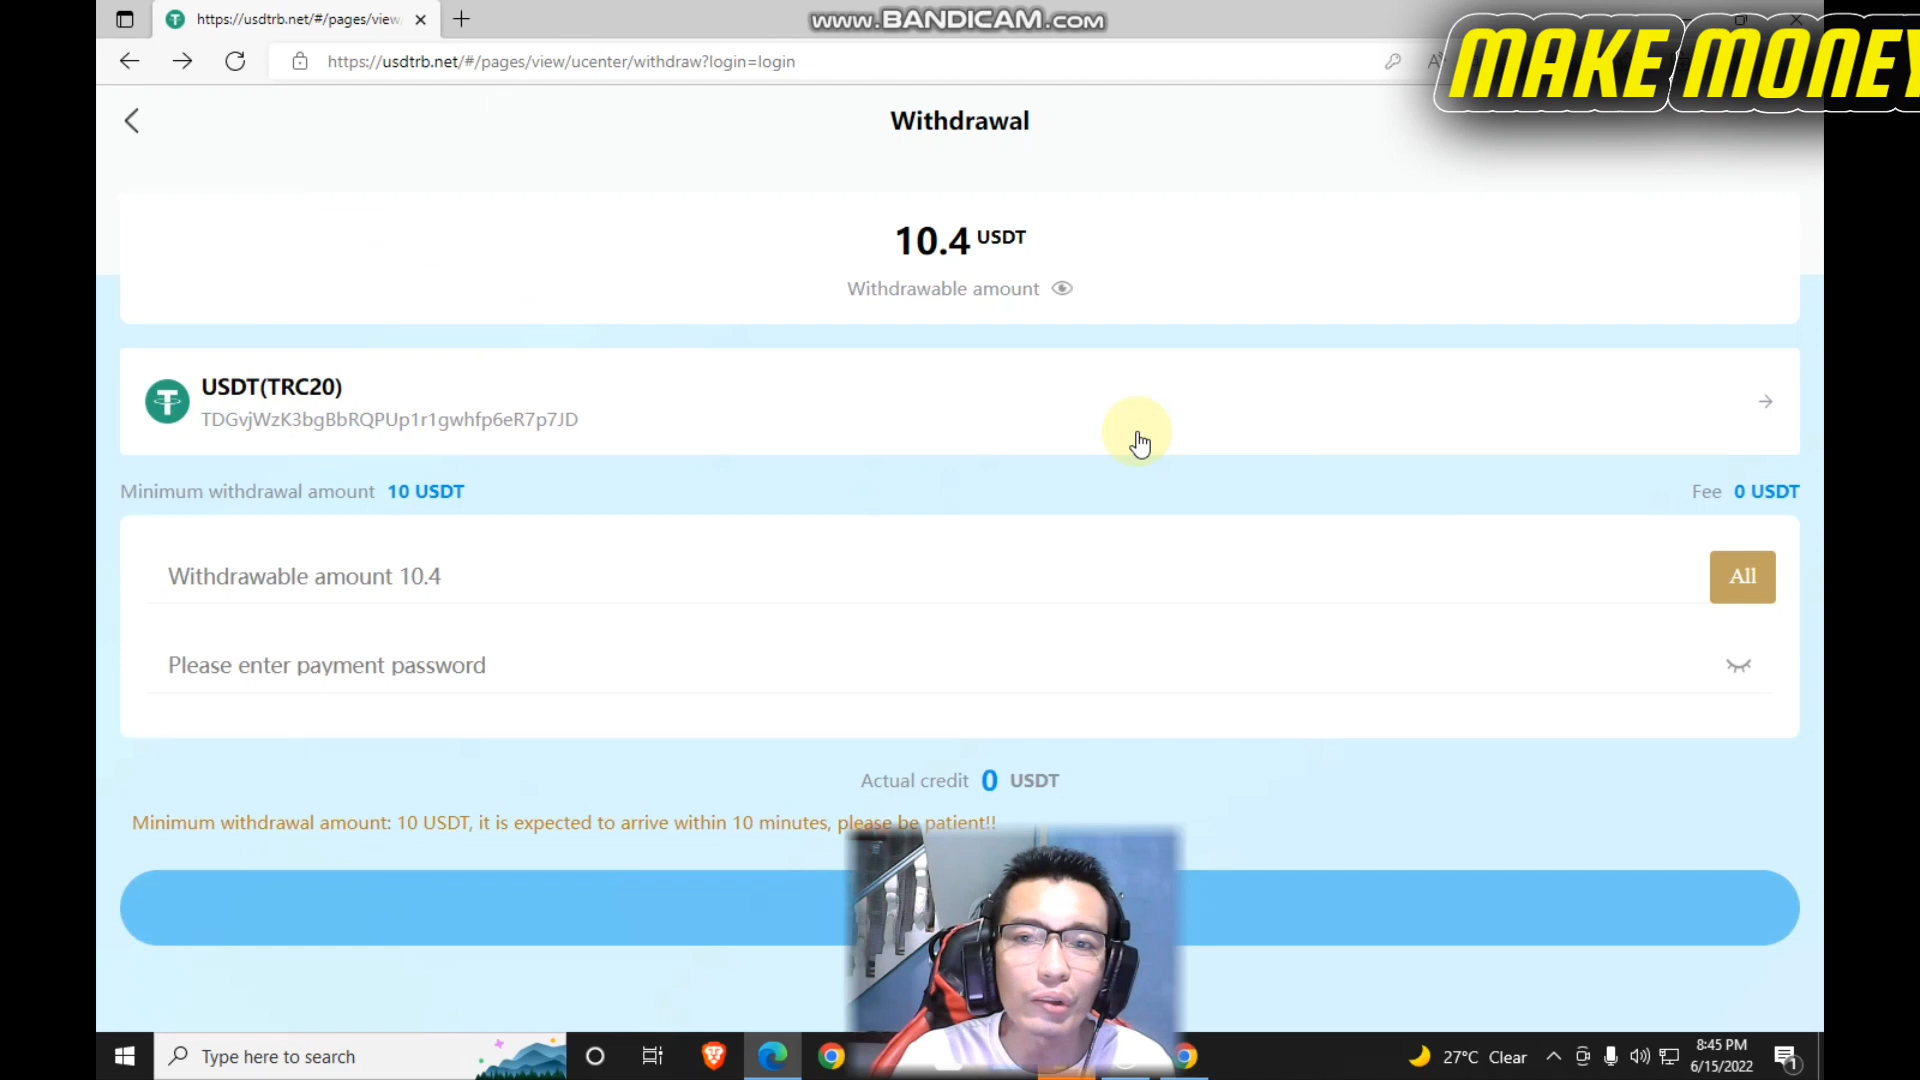 https://usdtrb.net/#/pages/view
www.BANDICAM.com
MAKE MONEY
https://usdtrb.net/#/pages/view/ucenter/withdraw?login=login
Withdrawal
10.4 USDT
Withdrawable amount
USDT(TRC20)
TDGvjWzK3bgBbRQPUp1r1gwhfp6eR7p7JD
Minimum withdrawal amount 10 USDT
Fee 0 USDT
Withdrawable amount 10.4
All
Please enter payment password
Actual credit 0 USDT
Minimum withdrawal amount: 10 USDT, it is expected to arrive within 10 minutes, please be patient!!
Type here to search
27°C Clear
8:45 PM
6/15/2022
1